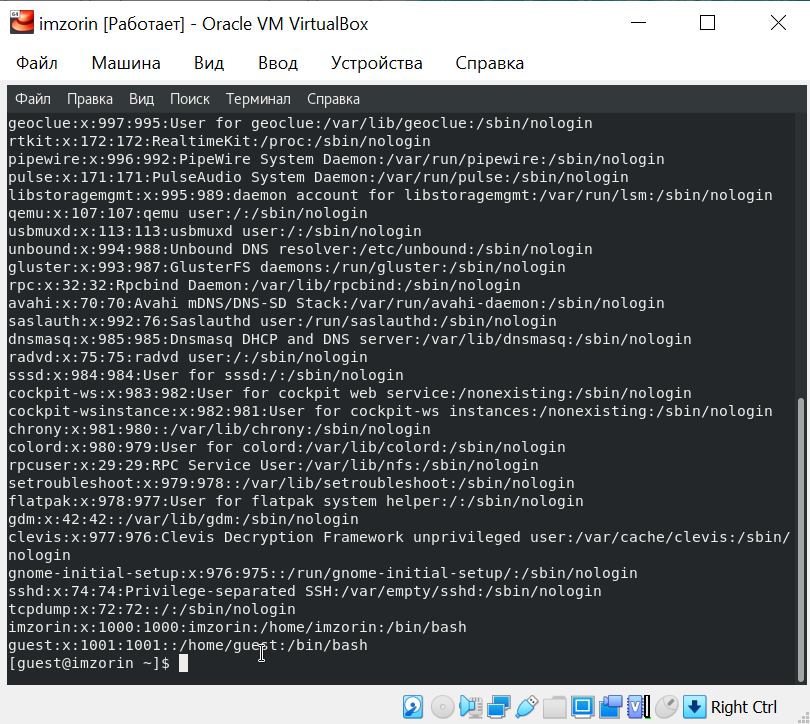 imzorin [Работает] - Oracle VM VirtualBox
Файл Машина Вид Ввод Устройства Справка
Файл Правка Вид Поиск Терминал Справка
geoclue:x:997:995:User for geoclue:/var/lib/geoclue:/sbin/nologin
rtkit:x:172:172:RealtimeKit:/proc:/sbin/nologin
pipewire:x:996:992:PipeWire System Daemon:/var/run/pipewire:/sbin/nologin
pulse:x:171:171:PulseAudio System Daemon:/var/run/pulse:/sbin/nologin
libstoragemgmt:x:995:989:daemon account for libstoragemgmt:/var/run/lsm:/sbin/nologin
qemu:x:107:107:qemu user:/:/sbin/nologin
usbmuxd:x:113:113:usbmuxd user:/:/sbin/nologin
unbound:x:994:988:Unbound DNS resolver:/etc/unbound:/sbin/nologin
gluster:x:993:987:GlusterFS daemons:/run/gluster:/sbin/nologin
rpc:x:32:32:Rpcbind Daemon:/var/lib/rpcbind:/sbin/nologin
avahi:x:70:70:Avahi mDNS/DNS-SD Stack:/var/run/avahi-daemon:/sbin/nologin
saslauth:x:992:76:Saslauthd user:/run/saslauthd:/sbin/nologin
dnsmasq:x:985:985:Dnsmasq DHCP and DNS server:/var/lib/dnsmasq:/sbin/nologin
radvd:x:75:75:radvd user:/:/sbin/nologin
sssd:x:984:984:User for sssd:/:/sbin/nologin
cockpit-ws:x:983:982:User for cockpit web service:/nonexisting:/sbin/nologin
cockpit-wsinstance:x:982:981:User for cockpit-ws instances:/nonexisting:/sbin/nologin
chrony:x:981:980::/var/lib/chrony:/sbin/nologin
colord:x:980:979:User for colord:/var/lib/colord:/sbin/nologin
rpcuser:x:29:29:RPC Service User:/var/lib/nfs:/sbin/nologin
setroubleshoot:x:979:978::/var/lib/setroubleshoot:/sbin/nologin
flatpak:x:978:977:User for flatpak system helper:/:/sbin/nologin
gdm:x:42:42::/var/lib/gdm:/sbin/nologin
clevis:x:977:976:Clevis Decryption Framework unprivileged user:/var/cache/clevis:/sbin/
nologin
gnome-initial-setup:x:976:975::/run/gnome-initial-setup/:/sbin/nologin
sshd:x:74:74:Privilege-separated SSH:/var/empty/sshd:/sbin/nologin
tcpdump:x:72:72::/:/sbin/nologin
imzorin:x:1000:1000:imzorin:/home/imzorin:/bin/bash
guest:x:1001:1001::/home/guest:/bin/bash
[guest@imzorin ~]$
Right Ctrl